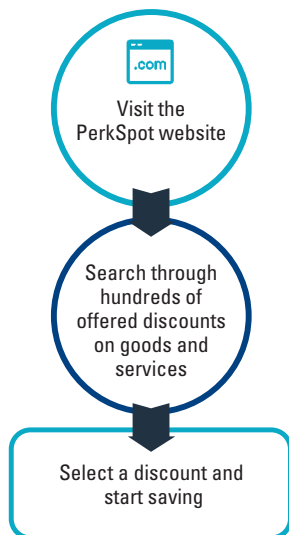 .com
Visit the
PerkSpot website
Search through
hundreds of
offered discounts
on goods and
services
Select a discount and
start saving